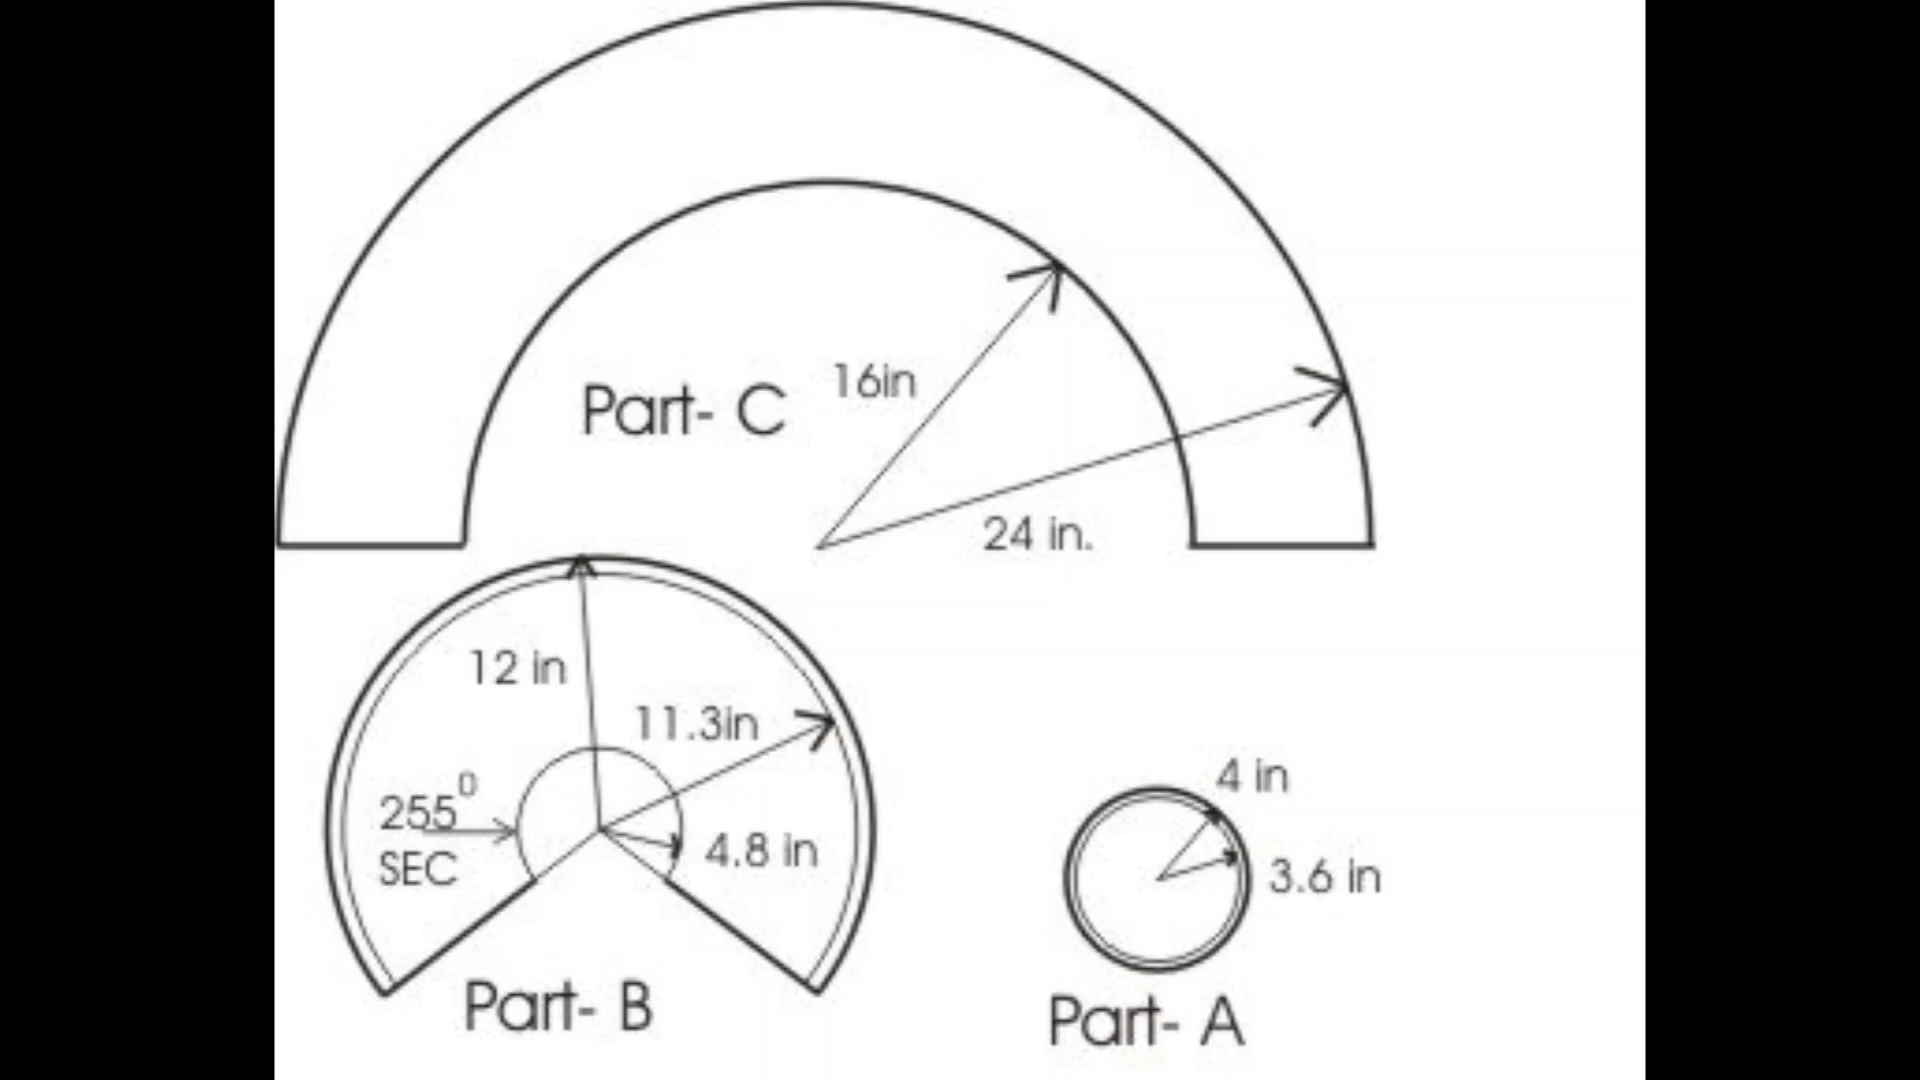 16in
Part- C
24 in.
12 in
11.3in
255⁰
SEC
4.8 in
Part- B
4 in
3.6 in
Part- A